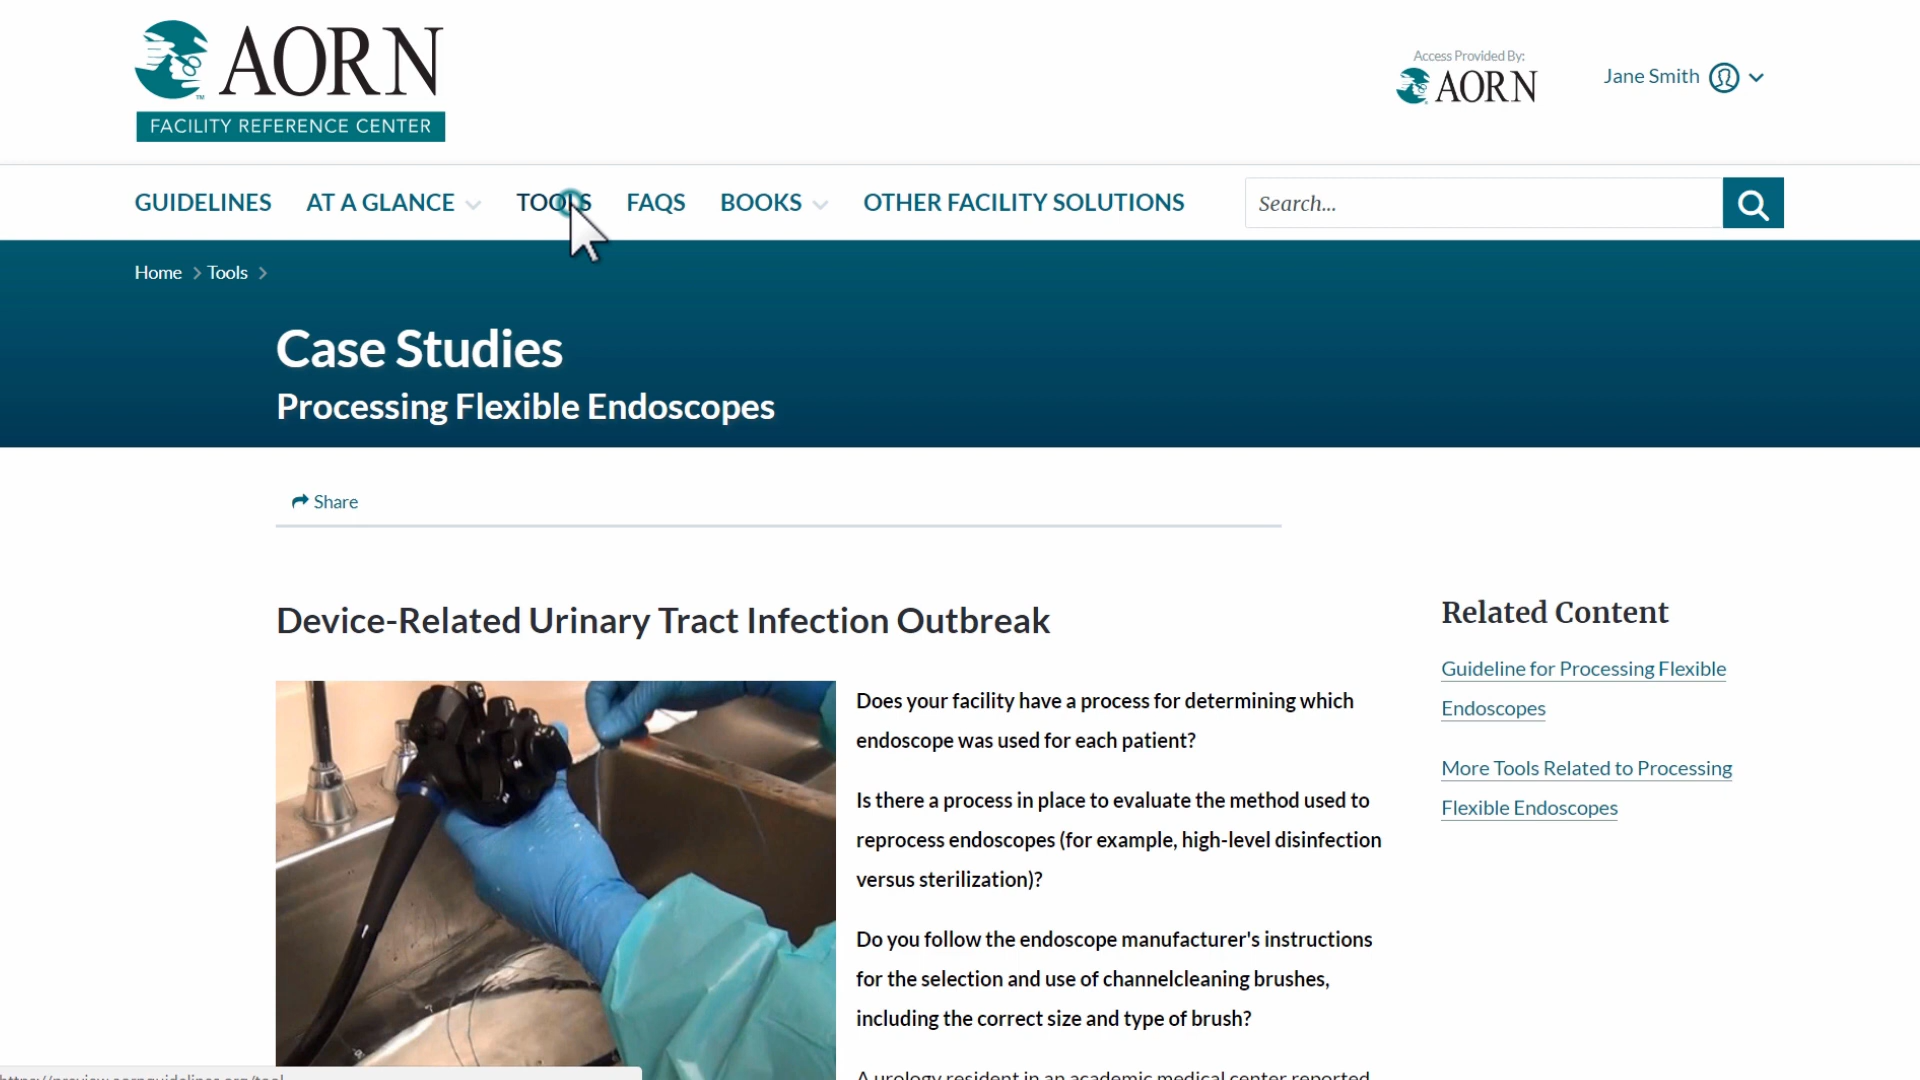 AORN
FACILITY REFERENCE CENTER
Access Provided By:
AORN
Jane Smith
GUIDELINES AT A GLANCE TOOLS FAQS BOOKS OTHER FACILITY SOLUTIONS Search...
Home Tools
Case Studies
Processing Flexible Endoscopes
Share
Device-Related Urinary Tract Infection Outbreak
Does your facility have a process for determining which
endoscope was used for each patient?
Is there a process in place to evaluate the method used to
reprocess endoscopes (for example, high-level disinfection
versus sterilization)?
Do you follow the endoscope manufacturer's instructions
for the selection and use of channelcleaning brushes,
including the correct size and type of brush?
A urology resident in an academic medical center reported
Related Content
Guideline for Processing Flexible
Endoscopes
More Tools Related to Processing
Flexible Endoscopes